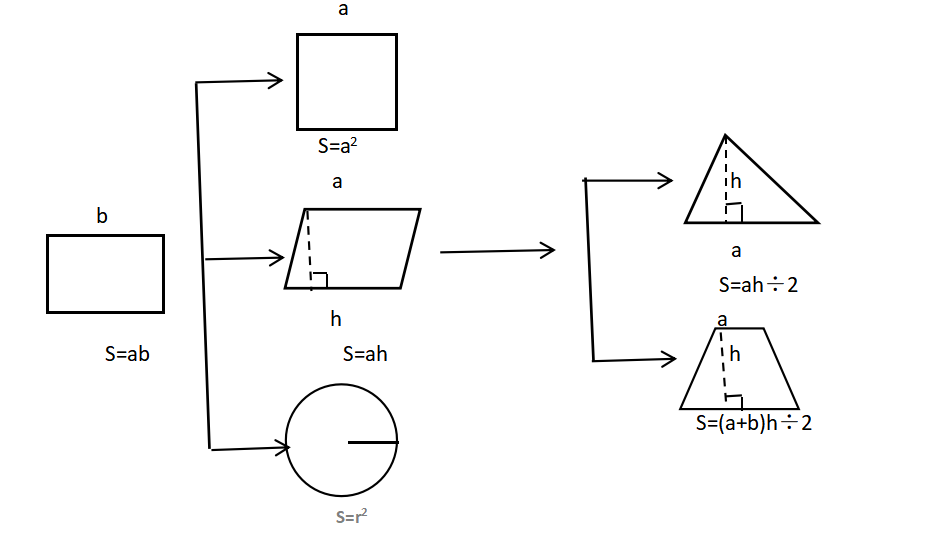 a
S=a²
a
b
h
S=ab
S=ah
S=r²
h
a
S=ah÷2
a
h
S=(a+b)h÷2